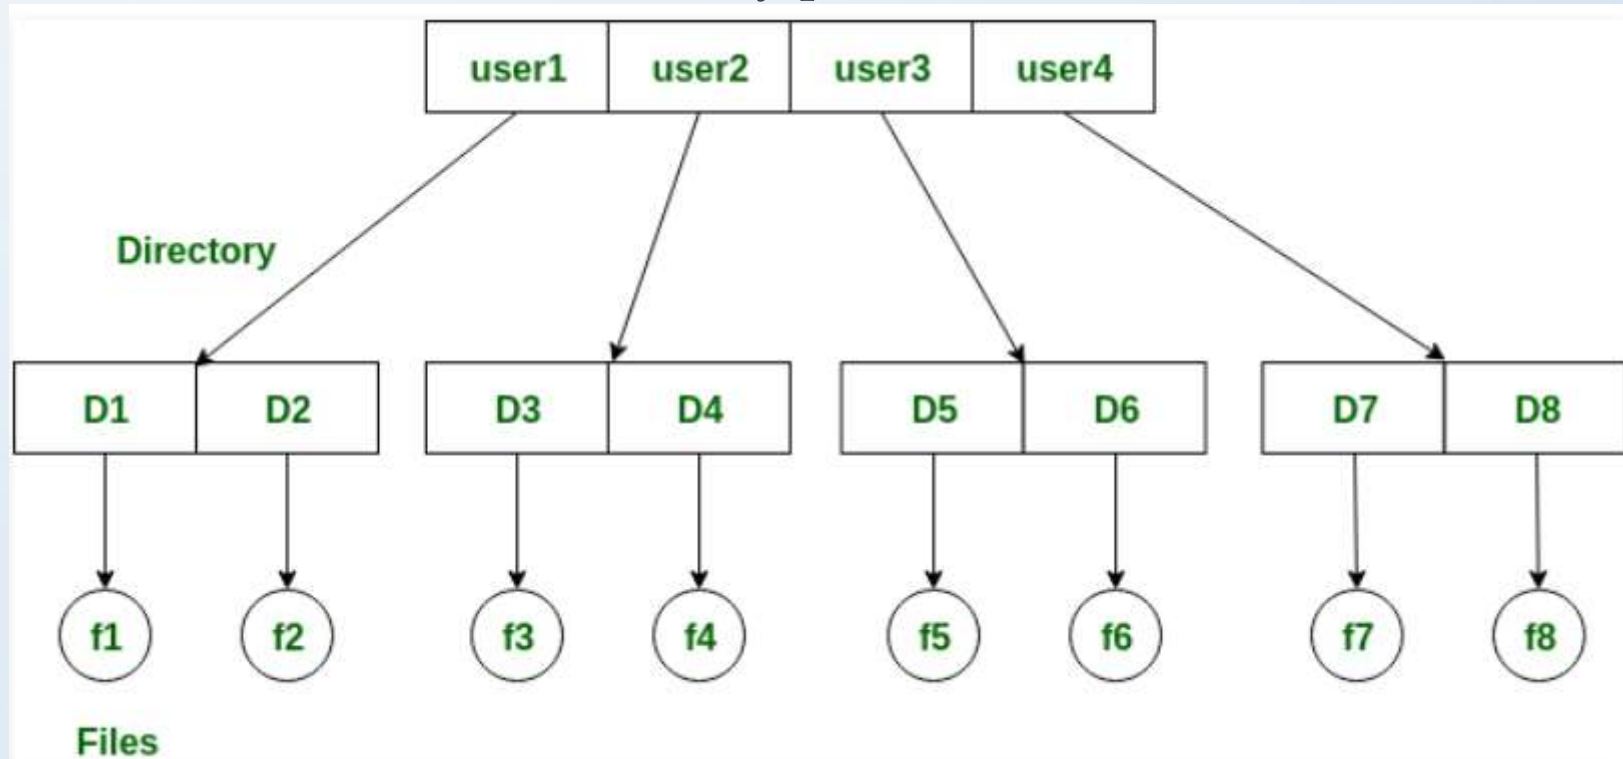 user1 user2 user3 user4
Directory
D1 D2 D3 D4 D5 D6 D7 D8
f1 f2 f3 f4 f5 f6 f7 f8
Files